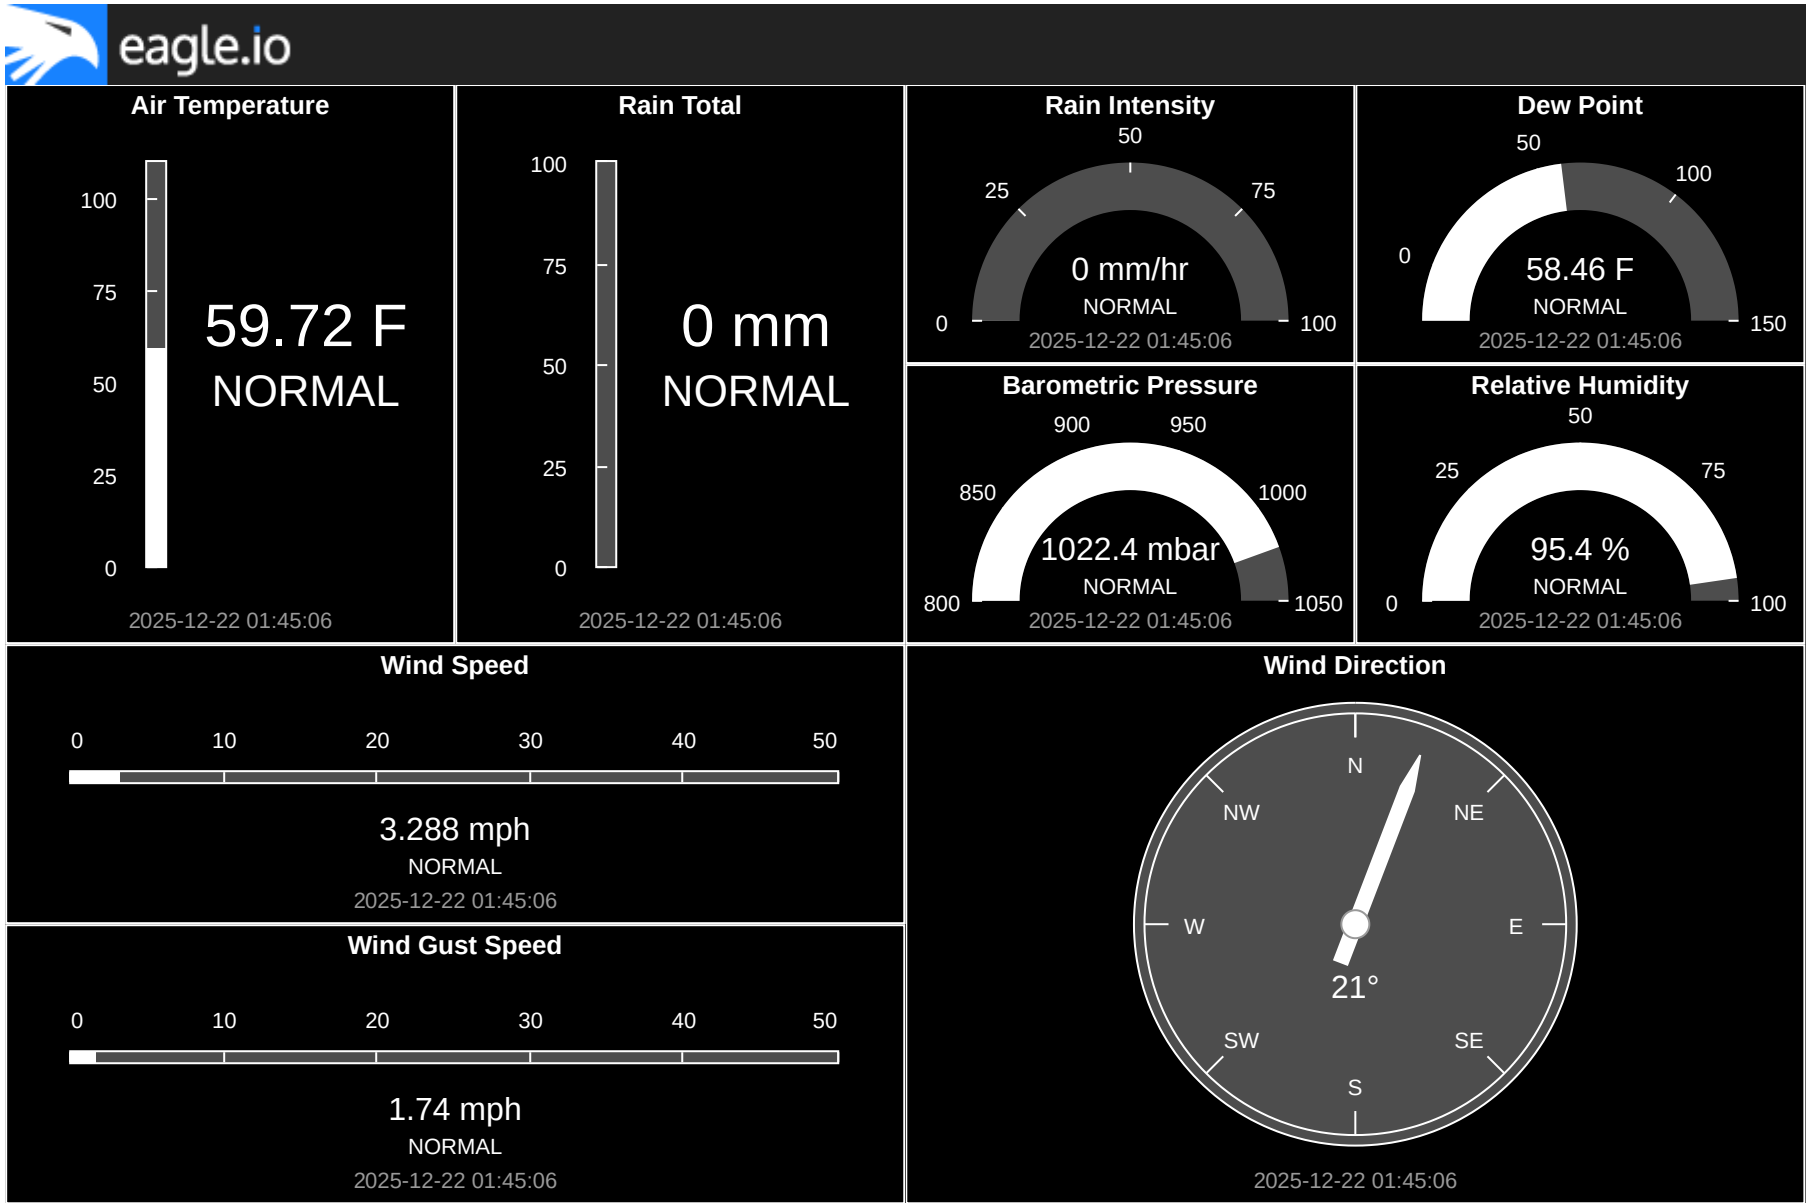 eagle.io
Air Temperature
100
75
50
25
0
59.72 F
NORMAL
2025-12-22 01:45:06
Rain Total
100
75
50
25
0
0 mm
NORMAL
2025-12-22 01:45:06
Rain Intensity
0
25
50
75
100
0 mm/hr
NORMAL
2025-12-22 01:45:06
Dew Point
0
50
100
150
58.46 F
NORMAL
2025-12-22 01:45:06
Barometric Pressure
800
850
900
950
1000
1050
1022.4 mbar
NORMAL
2025-12-22 01:45:06
Relative Humidity
0
25
50
75
100
95.4 %
NORMAL
2025-12-22 01:45:06
Wind Speed
0 10 20 30 40 50
3.288 mph
NORMAL
2025-12-22 01:45:06
Wind Gust Speed
0 10 20 30 40 50
1.74 mph
NORMAL
2025-12-22 01:45:06
Wind Direction
N
NW NE
W E
21°
SW SE
S
2025-12-22 01:45:06